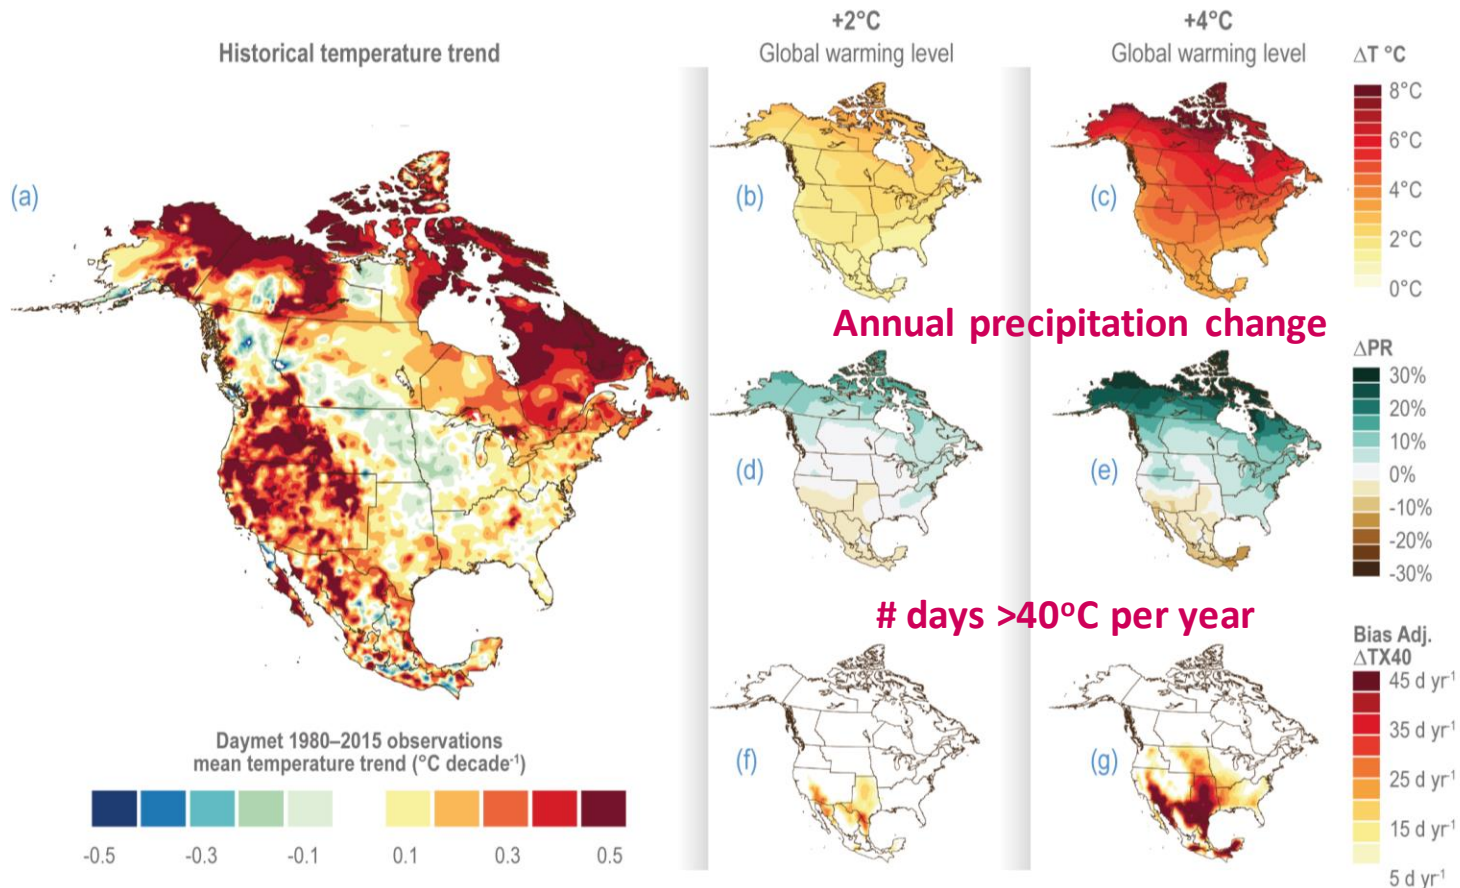 Historical temperature trend
+2°C
Global warming level
+4°C
Global warming level
ΔT °C
8°C
6°C
4°C
2°C
0°C
(a)
(b)
(c)
Annual precipitation change
ΔPR
30%
20%
10%
0%
-10%
-20%
-30%
(d)
(e)
# days >40°C per year
Bias Adj.
ΔTX40
45 d yr⁻¹
35 d yr⁻¹
25 d yr⁻¹
15 d yr⁻¹
5 d yr⁻¹
(f)
(g)
Daymet 1980–2015 observations
mean temperature trend (°C decade⁻¹)
-0.5 -0.3 -0.1 0.1 0.3 0.5